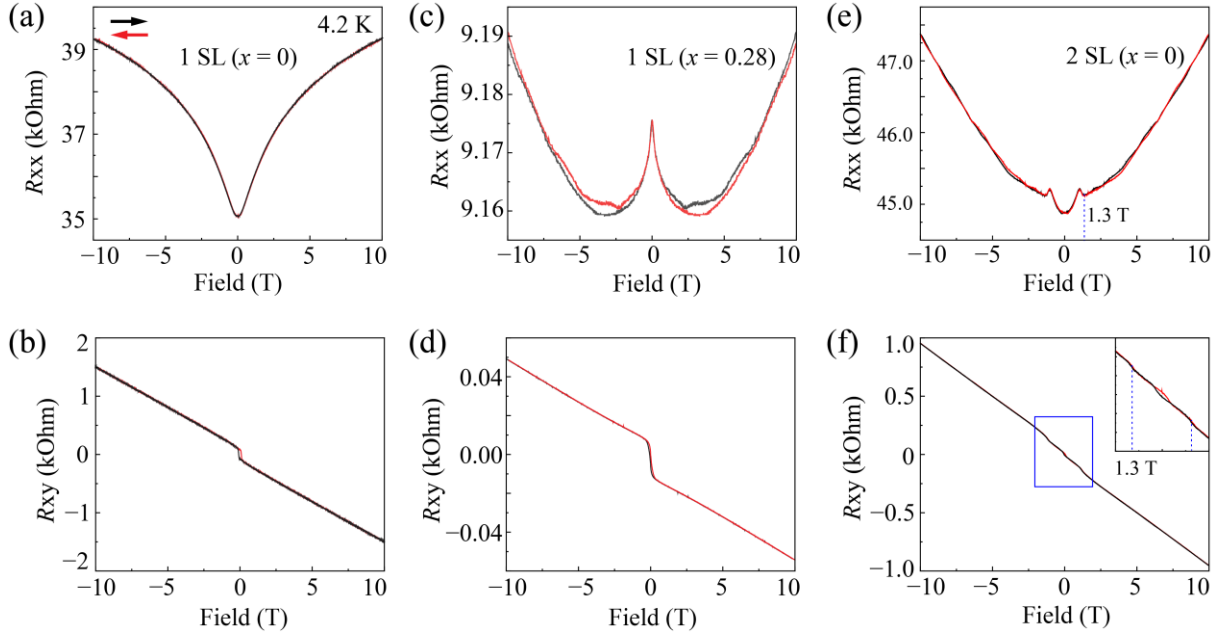 (a)
4.2 K
1 SL (x = 0)
39
37
35
Rxx (kOhm)
−10
−5
0
5
10
Field (T)
(c)
1 SL (x = 0.28)
9.19
9.18
9.17
9.16
Rxx (kOhm)
−10
−5
0
5
10
Field (T)
(e)
2 SL (x = 0)
47.0
46.0
45.0
Rxx (kOhm)
1.3 T
−10
−5
0
5
10
Field (T)
(b)
2
1
0
−1
−2
Rxy (kOhm)
−10
−5
0
5
10
Field (T)
(d)
0.04
0.00
−0.04
Rxy (kOhm)
−10
−5
0
5
10
Field (T)
(f)
1.0
0.5
0
−0.5
−1.0
Rxy (kOhm)
1.3 T
−10
−5
0
5
10
Field (T)